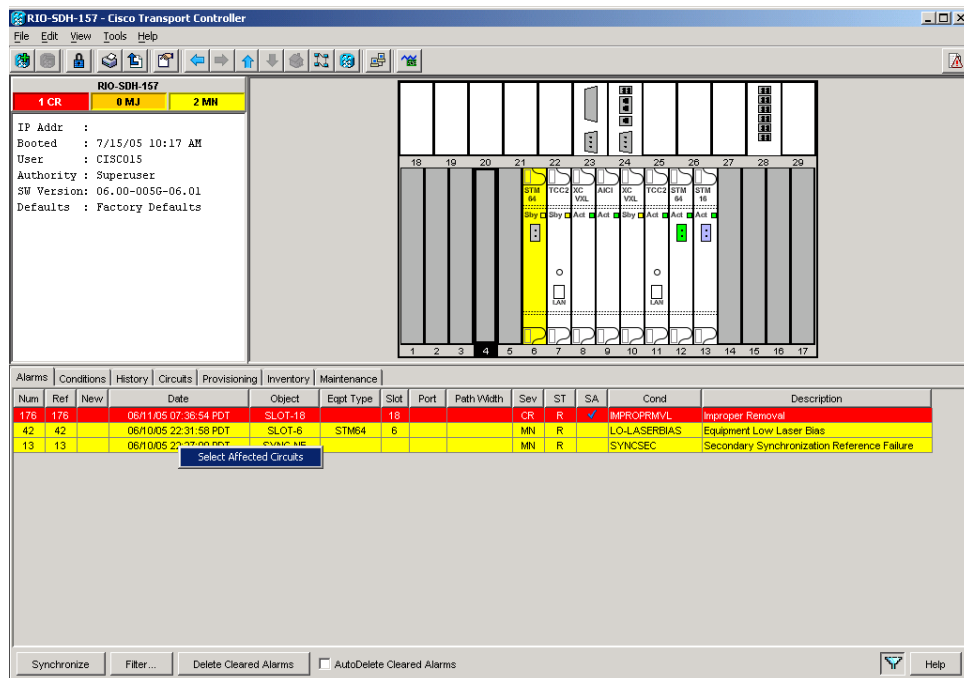 RIO-SDH-157 - Cisco Transport Controller
File Edit View Tools Help
RIO-SDH-157
1 CR 0 MJ 2 MN
IP Addr :
Booted : 7/15/05 10:17 AM
User : CISCO15
Authority : Superuser
SW Version: 06.00-005G-06.01
Defaults : Factory Defaults
18 19 20 21 22 23 24 25 26 27 28 29
STM 64 TCC2 XC VXL AICI XC VXL TCC2 STM 64 STM 16
Sby Sby Act Act Sby Act Act Act
LAN LAN
1 2 3 4 5 6 7 8 9 10 11 12 13 14 15 16 17
Alarms Conditions History Circuits Provisioning Inventory Maintenance
Num Ref New Date Object Eqpt Type Slot Port Path Width Sev ST SA Cond Description
176 176 06/11/05 07:36:54 PDT SLOT-18 18 CR R ✓ IMPROPRMVL Improper Removal
42 42 06/10/05 22:31:58 PDT SLOT-6 STM64 6 MN R LO-LASERBIAS Equipment Low Laser Bias
13 13 06/10/05 MN R SYNCSEC Secondary Synchronization Reference Failure
Select Affected Circuits
Synchronize Filter... Delete Cleared Alarms AutoDelete Cleared Alarms Help